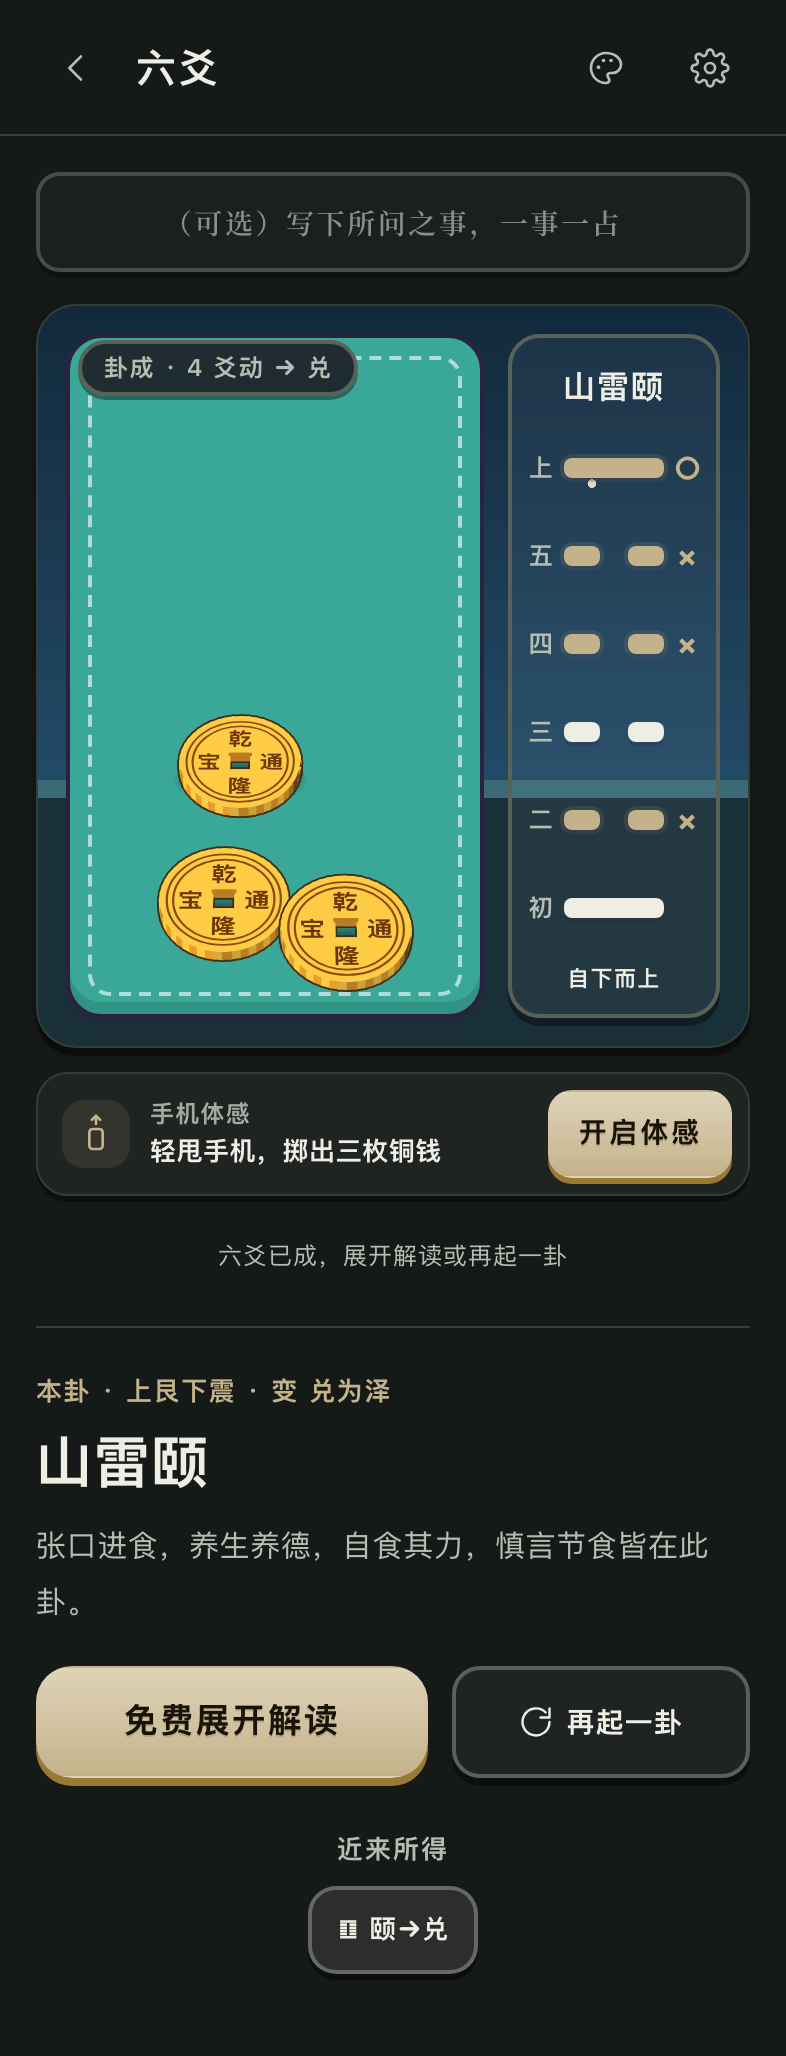 六爻
（可选）写下所问之事，一事一占
卦成 · 4 爻动 → 兑
山雷颐
上
五
四
三
二
初
自下而上
乾
宝 通
隆
乾
宝 通
隆
乾
宝 通
隆
手机体感
轻甩手机，掷出三枚铜钱
开启体感
六爻已成，展开解读或再起一卦
本卦 · 上艮下震 · 变 兑为泽
山雷颐
张口进食，养生养德，自食其力，慎言节食皆在此
卦。
免费展开解读
再起一卦
近来所得
䷚ 颐→兑